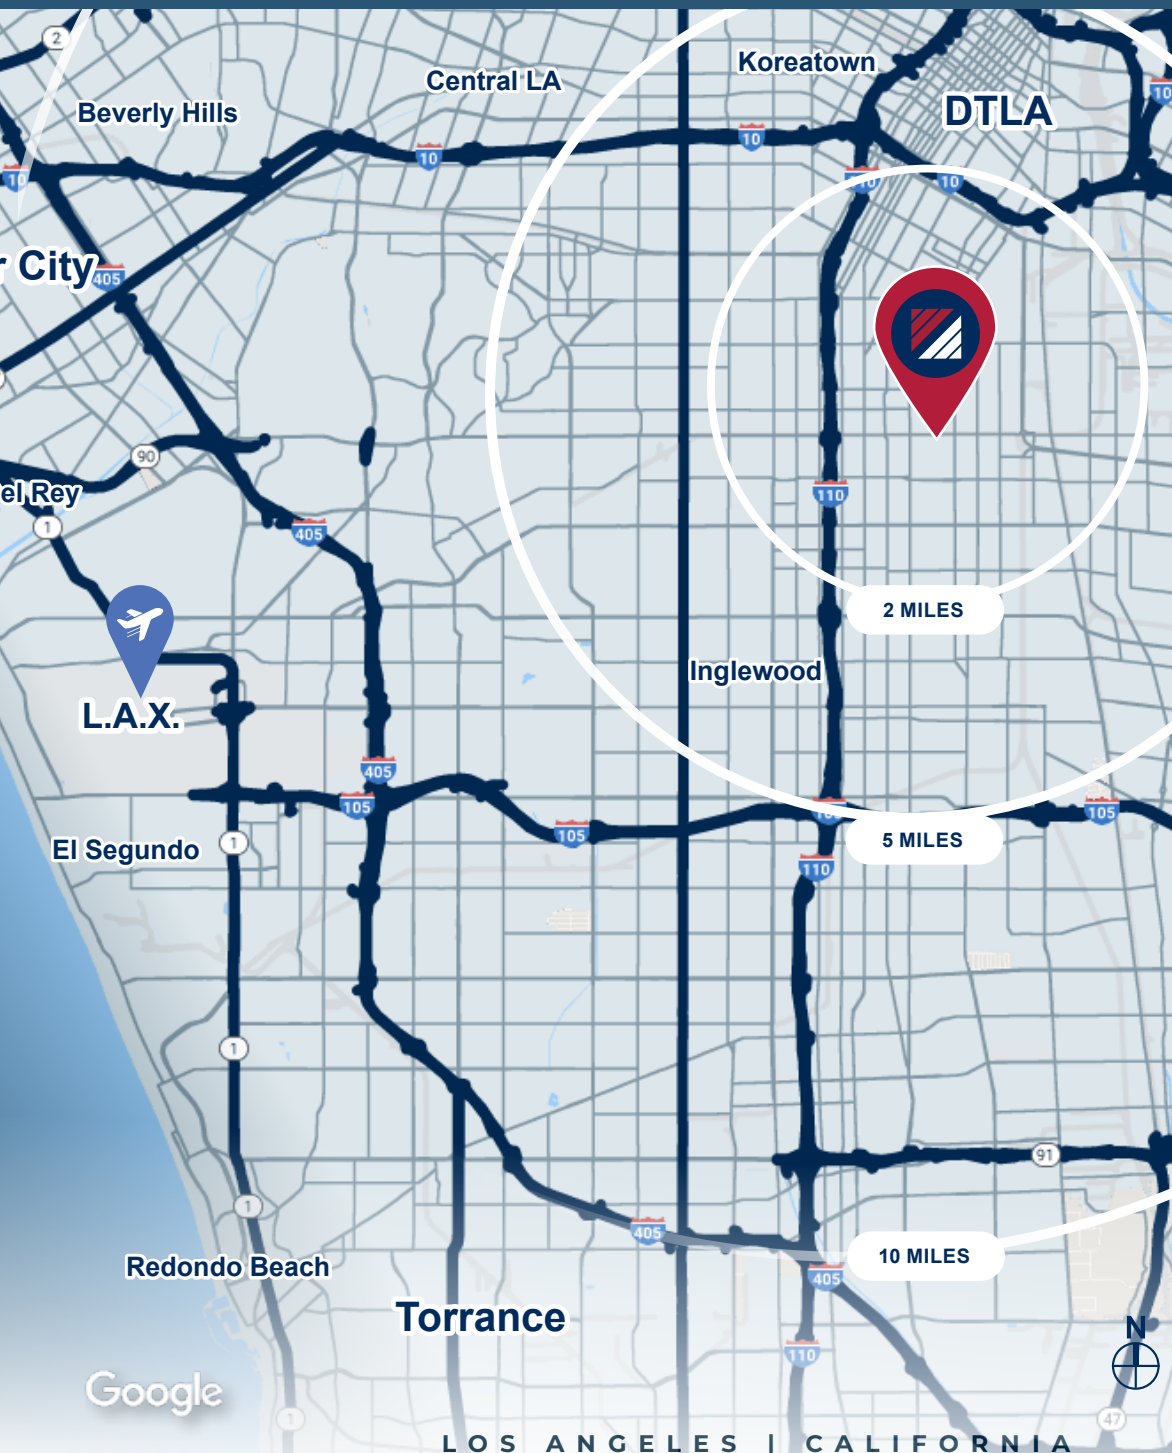 2
Koreatown
Central LA
10
Beverly Hills
DTLA
10
10
10
10
10
r City
405
90
110
el Rey
1
405
2 MILES
Inglewood
L.A.X.
405
105
105
105
5 MILES
El Segundo
1
105
110
1
91
1
405
10 MILES
Redondo Beach
405
Torrance
N
110
Google
1
47
LOS ANGELES | CALIFORNIA